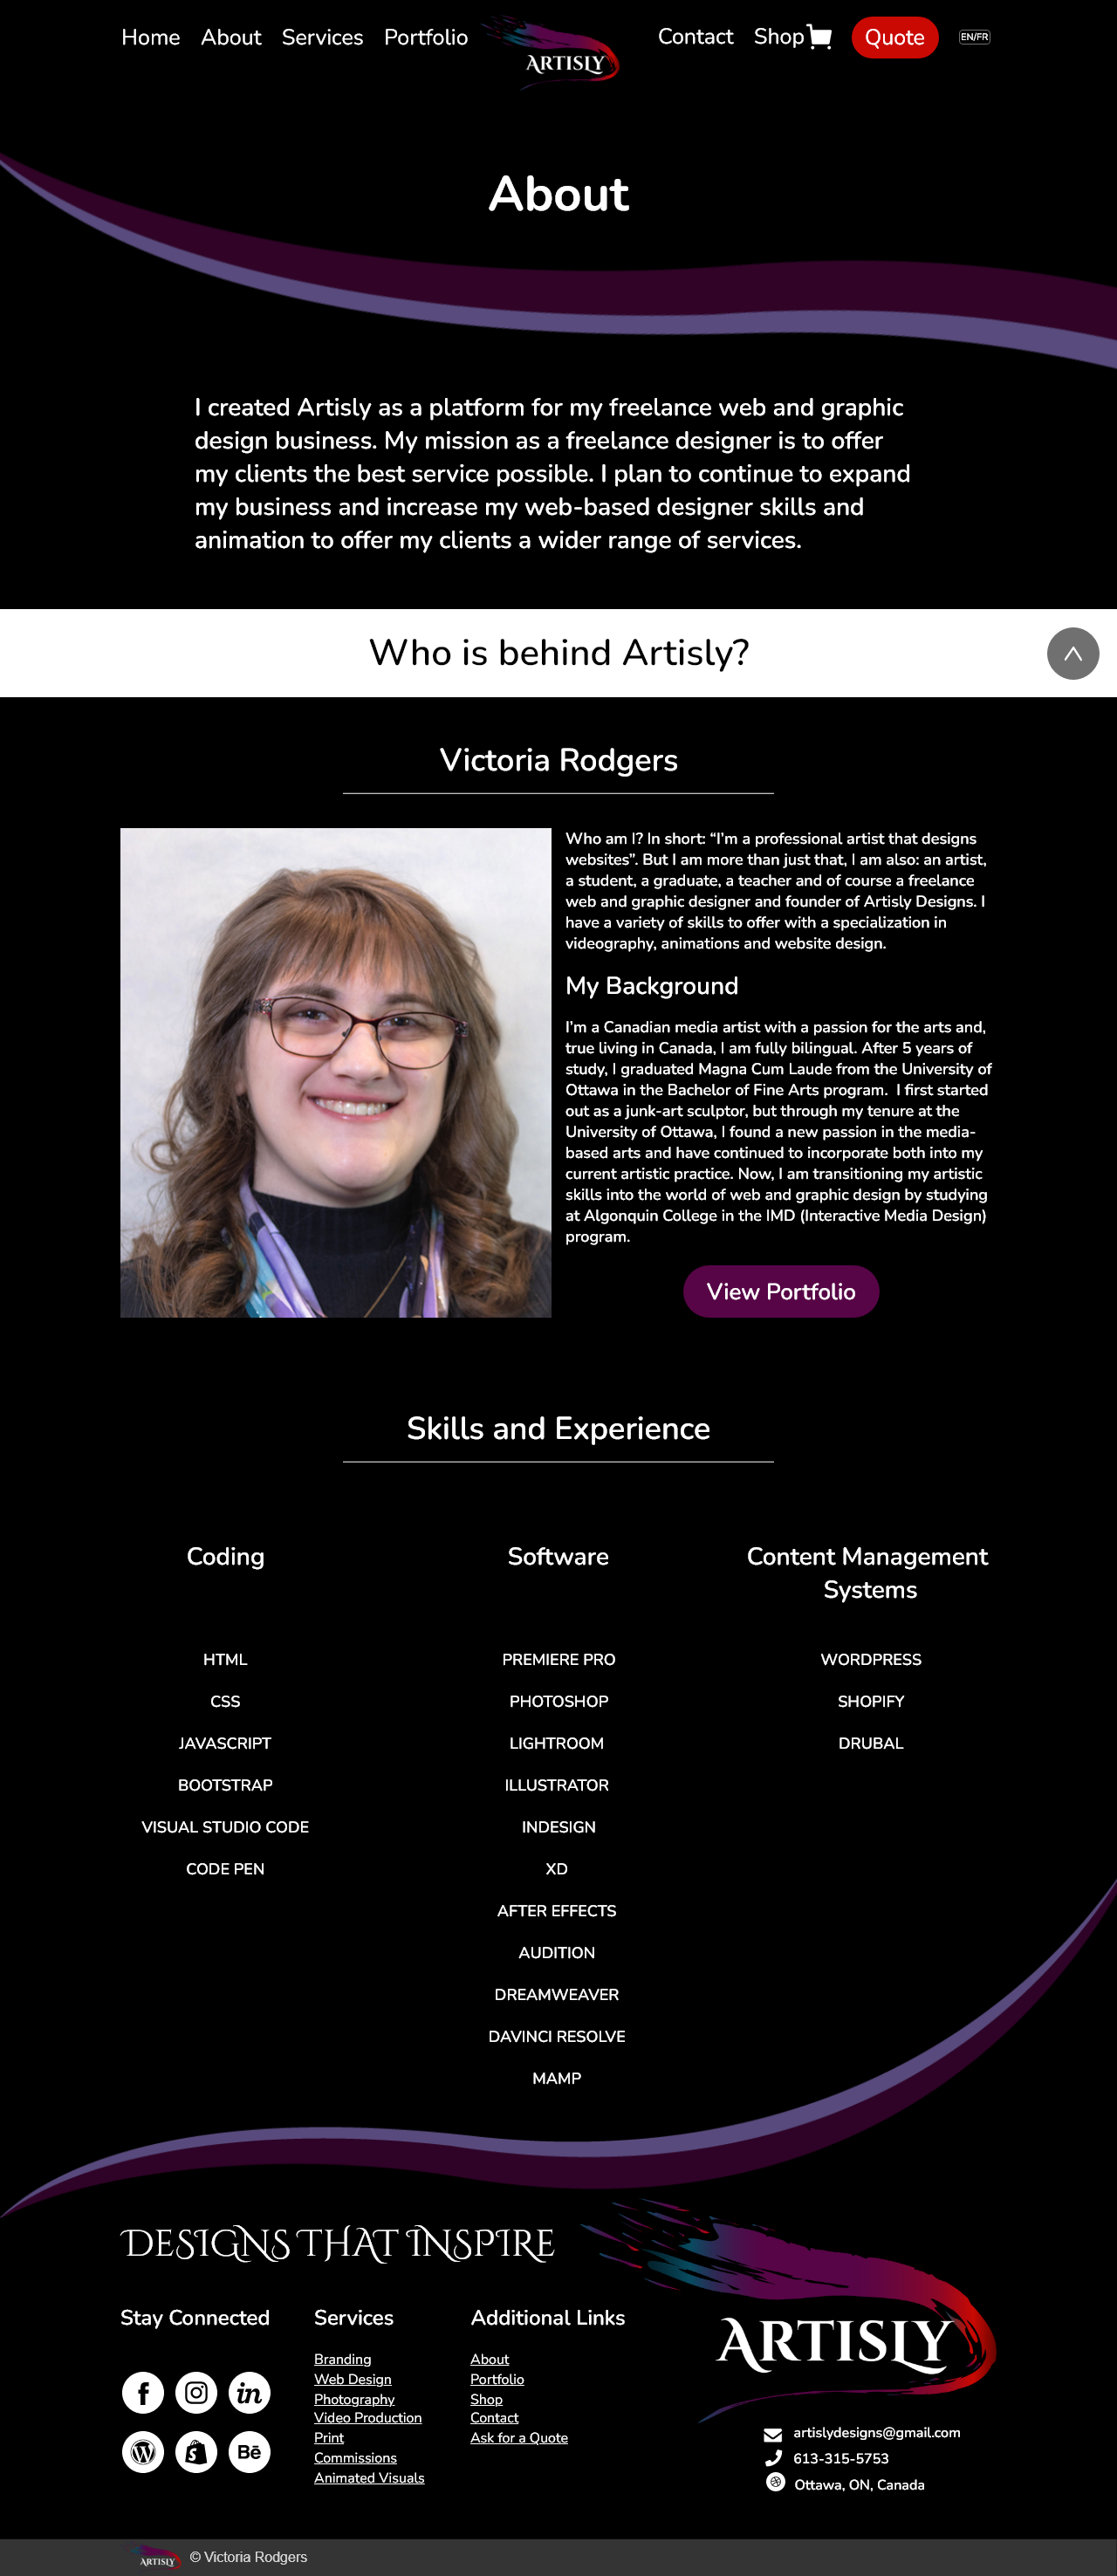 Home About Services Portfolio ARTISLY Contact Shop Quote EN/FR
About
I created Artisly as a platform for my freelance web and graphic
design business. My mission as a freelance designer is to offer
my clients the best service possible. I plan to continue to expand
my business and increase my web-based designer skills and
animation to offer my clients a wider range of services.
Who is behind Artisly?
Victoria Rodgers
Who am I? In short: “I’m a professional artist that designs
websites”. But I am more than just that, I am also: an artist,
a student, a graduate, a teacher and of course a freelance
web and graphic designer and founder of Artisly Designs. I
have a variety of skills to offer with a specialization in
videography, animations and website design.
My Background
I’m a Canadian media artist with a passion for the arts and,
true living in Canada, I am fully bilingual. After 5 years of
study, I graduated Magna Cum Laude from the University of
Ottawa in the Bachelor of Fine Arts program.  I first started
out as a junk-art sculptor, but through my tenure at the
University of Ottawa, I found a new passion in the media-
based arts and have continued to incorporate both into my
current artistic practice. Now, I am transitioning my artistic
skills into the world of web and graphic design by studying
at Algonquin College in the IMD (Interactive Media Design)
program.
View Portfolio
Skills and Experience
Coding
HTML
CSS
JAVASCRIPT
BOOTSTRAP
VISUAL STUDIO CODE
CODE PEN
Software
PREMIERE PRO
PHOTOSHOP
LIGHTROOM
ILLUSTRATOR
INDESIGN
XD
AFTER EFFECTS
AUDITION
DREAMWEAVER
DAVINCI RESOLVE
MAMP
Content Management
Systems
WORDPRESS
SHOPIFY
DRUBAL
DESIGNS THAT INSPIRE
Stay Connected
f in
W S Bē
Services
Branding
Web Design
Photography
Video Production
Print
Commissions
Animated Visuals
Additional Links
About
Portfolio
Shop
Contact
Ask for a Quote
ARTISLY
artislydesigns@gmail.com
613-315-5753
Ottawa, ON, Canada
ARTISLY © Victoria Rodgers